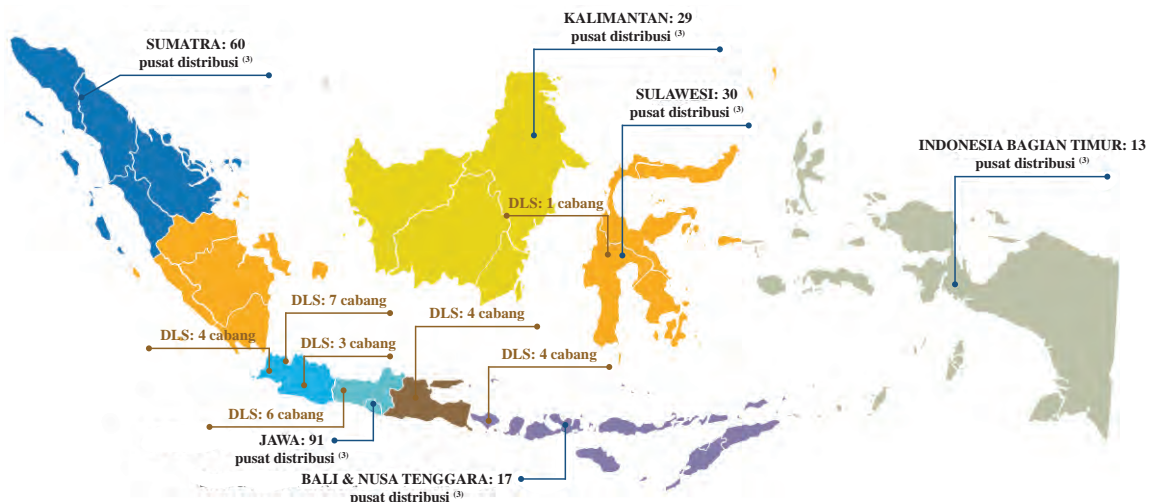 KALIMANTAN: 29
pusat distribusi (3)
SUMATRA: 60
pusat distribusi (3)
SULAWESI: 30
pusat distribusi (3)
INDONESIA BAGIAN TIMUR: 13
pusat distribusi (3)
DLS: 1 cabang
DLS: 7 cabang
DLS: 4 cabang
DLS: 4 cabang
DLS: 3 cabang
DLS: 4 cabang
DLS: 6 cabang
JAWA: 91
pusat distribusi (3)
BALI & NUSA TENGGARA: 17
pusat distribusi (3)